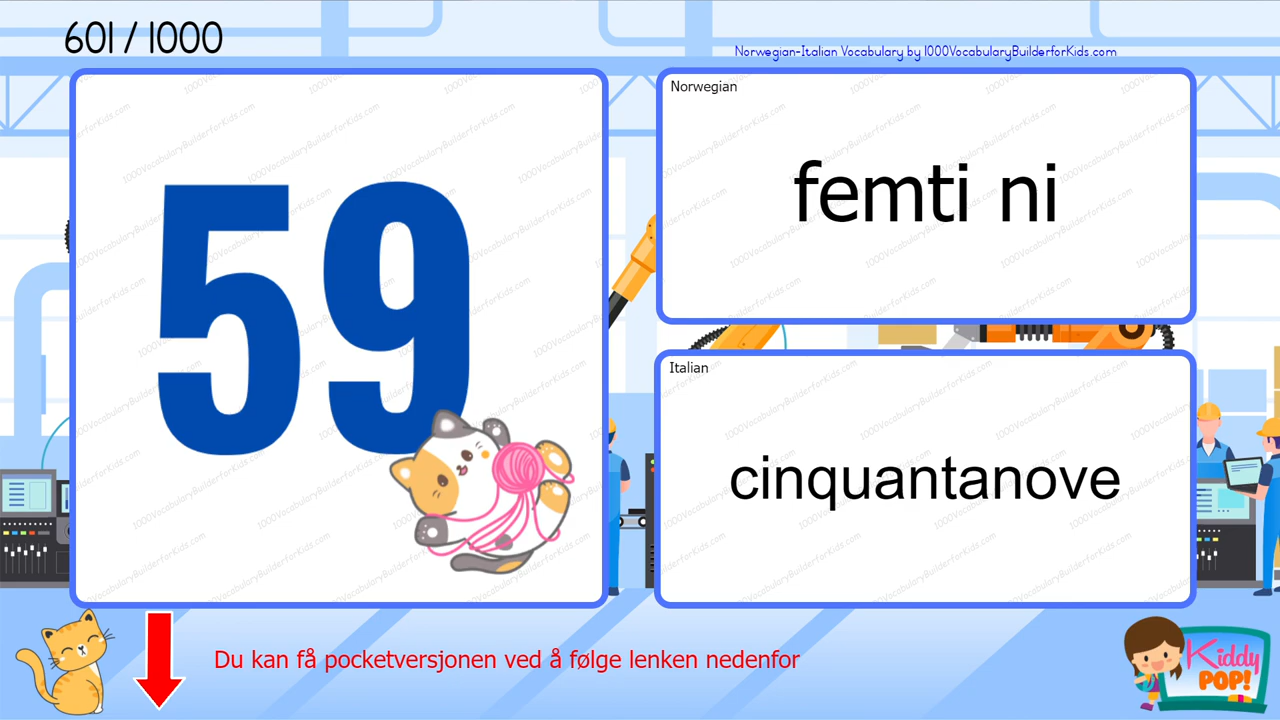 601 / 1000
Norwegian-Italian Vocabulary by 1000VocabularyBuilderforKids.com
59
Norwegian
femti ni
Italian
cinquantanove
Du kan få pocketversjonen ved å følge lenken nedenfor
Kiddy
POP!